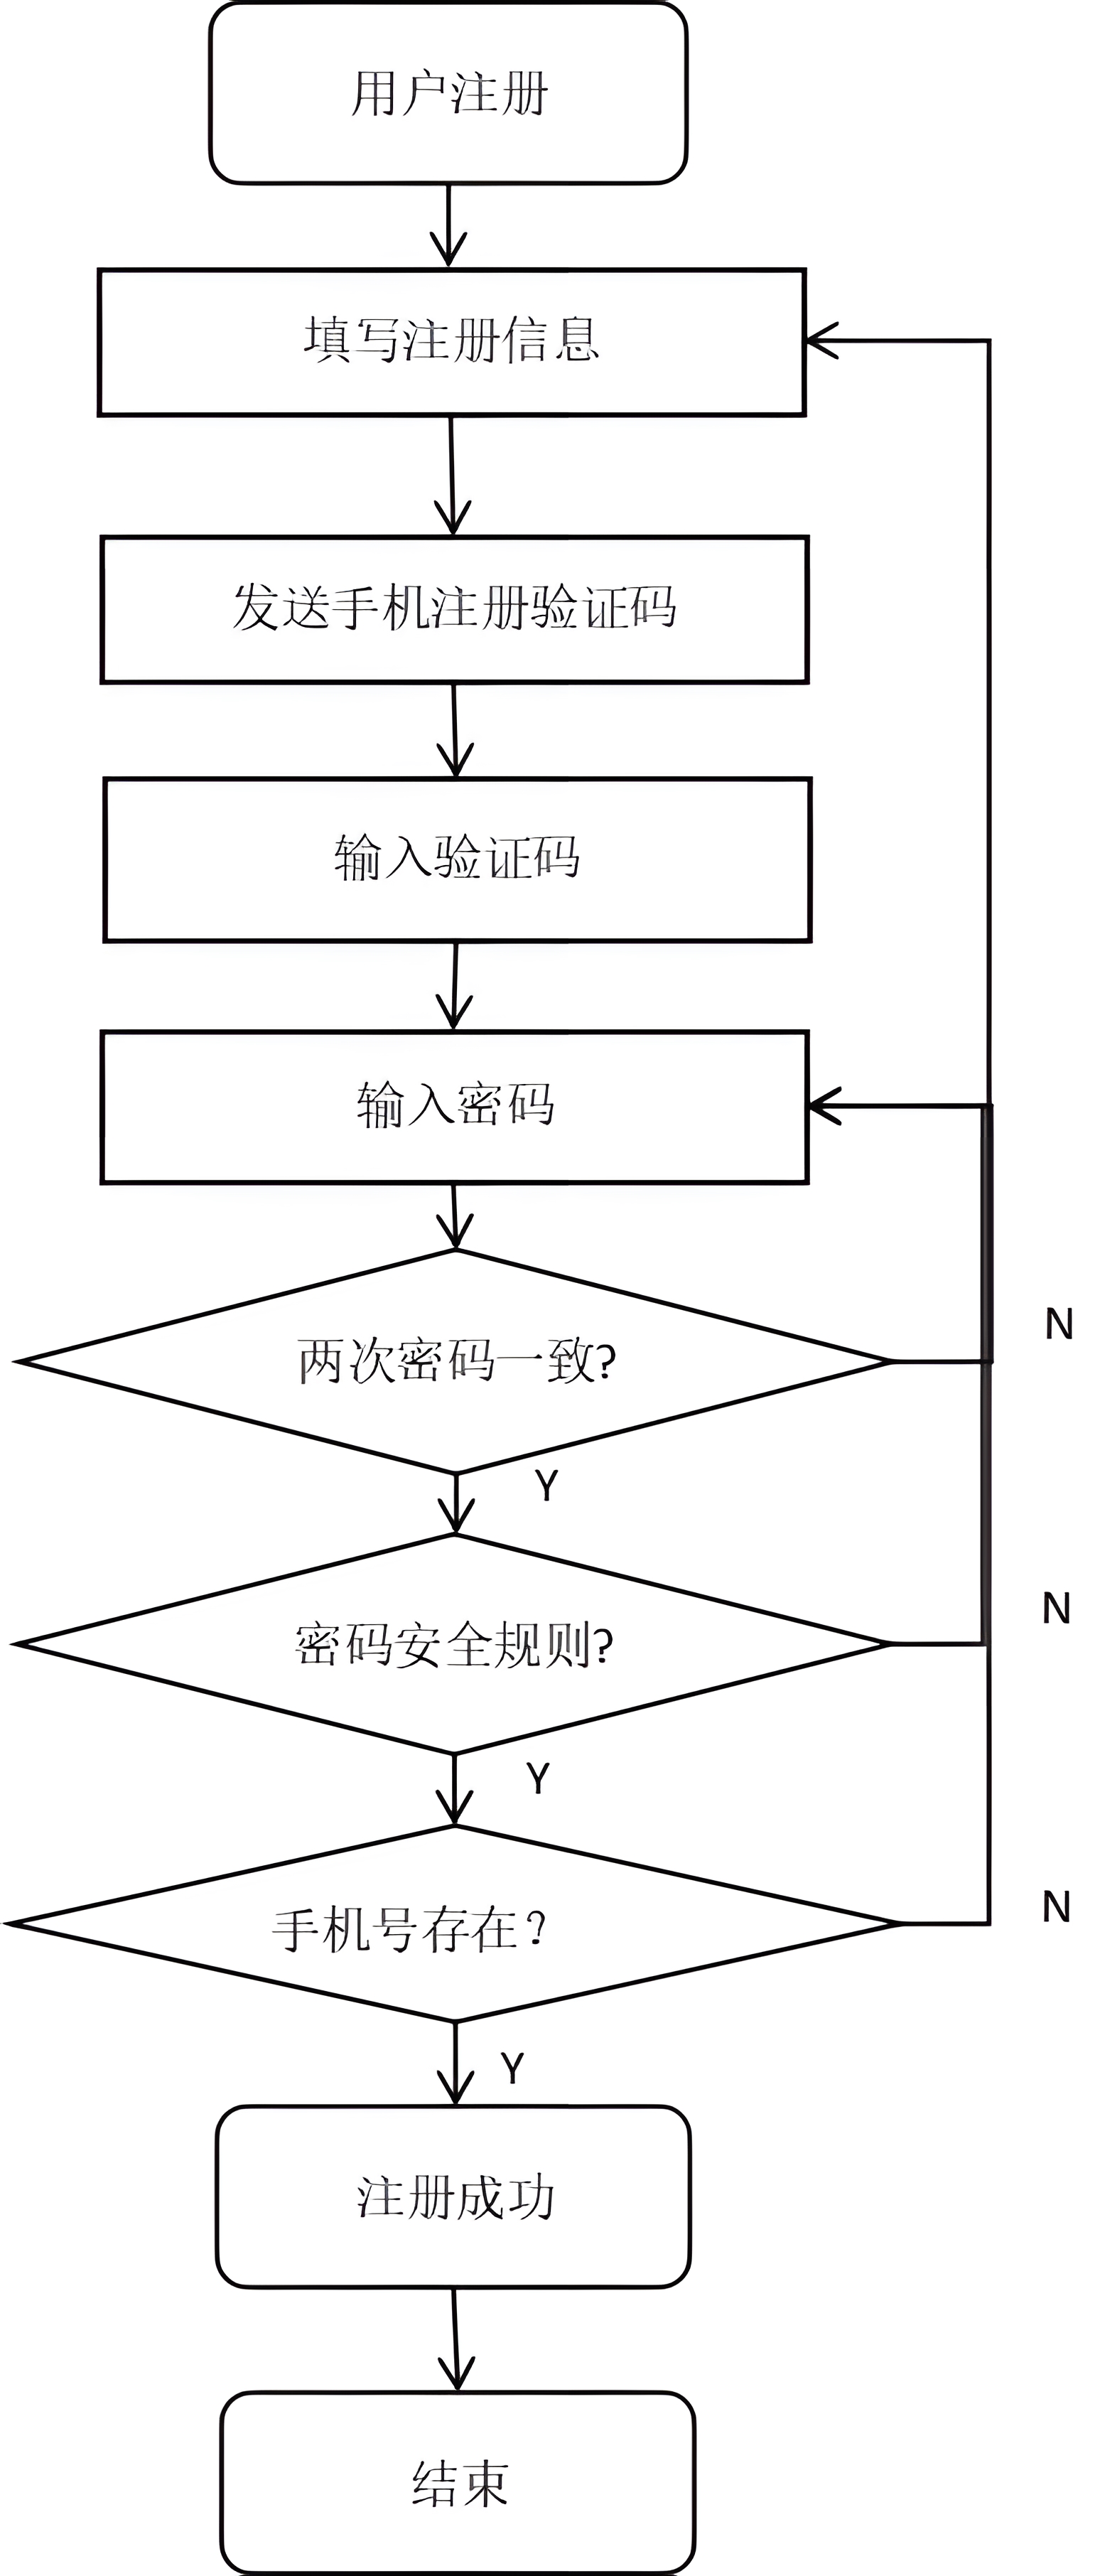 用户注册
填写注册信息
发送手机注册验证码
输入验证码
输入密码
两次密码一致?
N
Y
密码安全规则?
N
Y
手机号存在？
N
Y
注册成功
结束